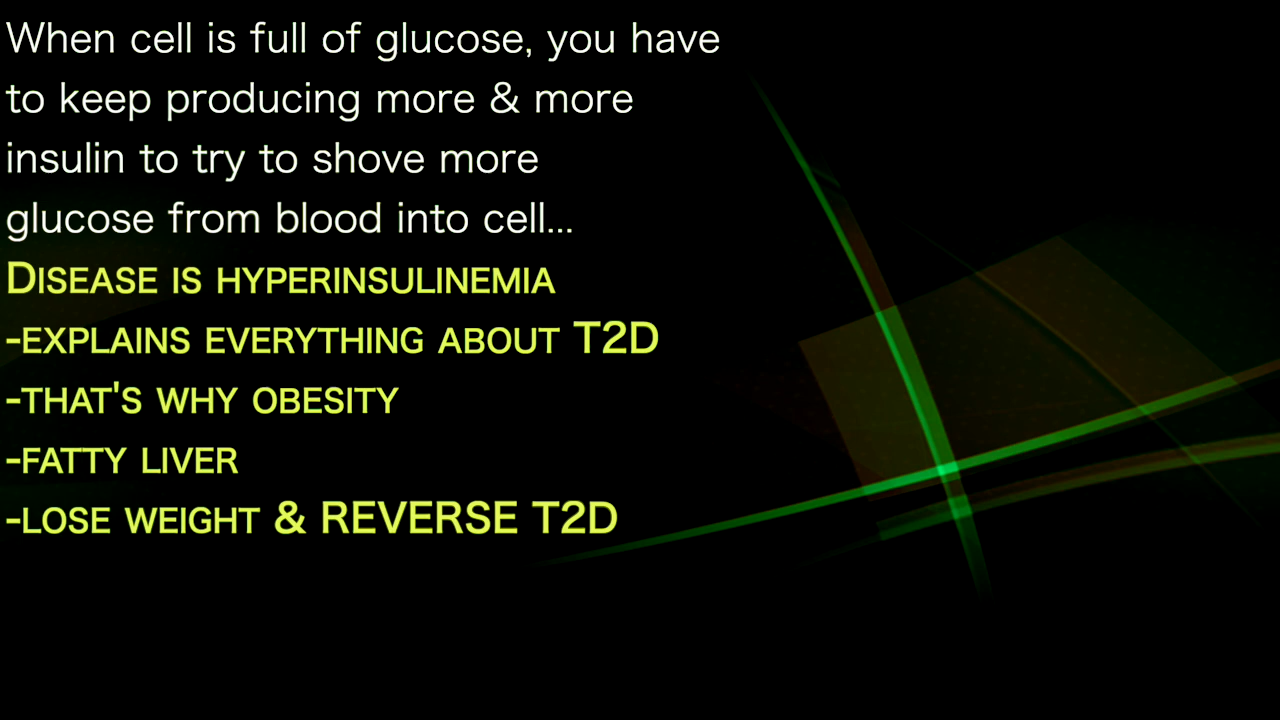 When cell is full of glucose, you have
to keep producing more & more
insulin to try to shove more
glucose from blood into cell...
DISEASE IS HYPERINSULINEMIA
-EXPLAINS EVERYTHING ABOUT T2D
-THAT'S WHY OBESITY
-FATTY LIVER
-LOSE WEIGHT & REVERSE T2D